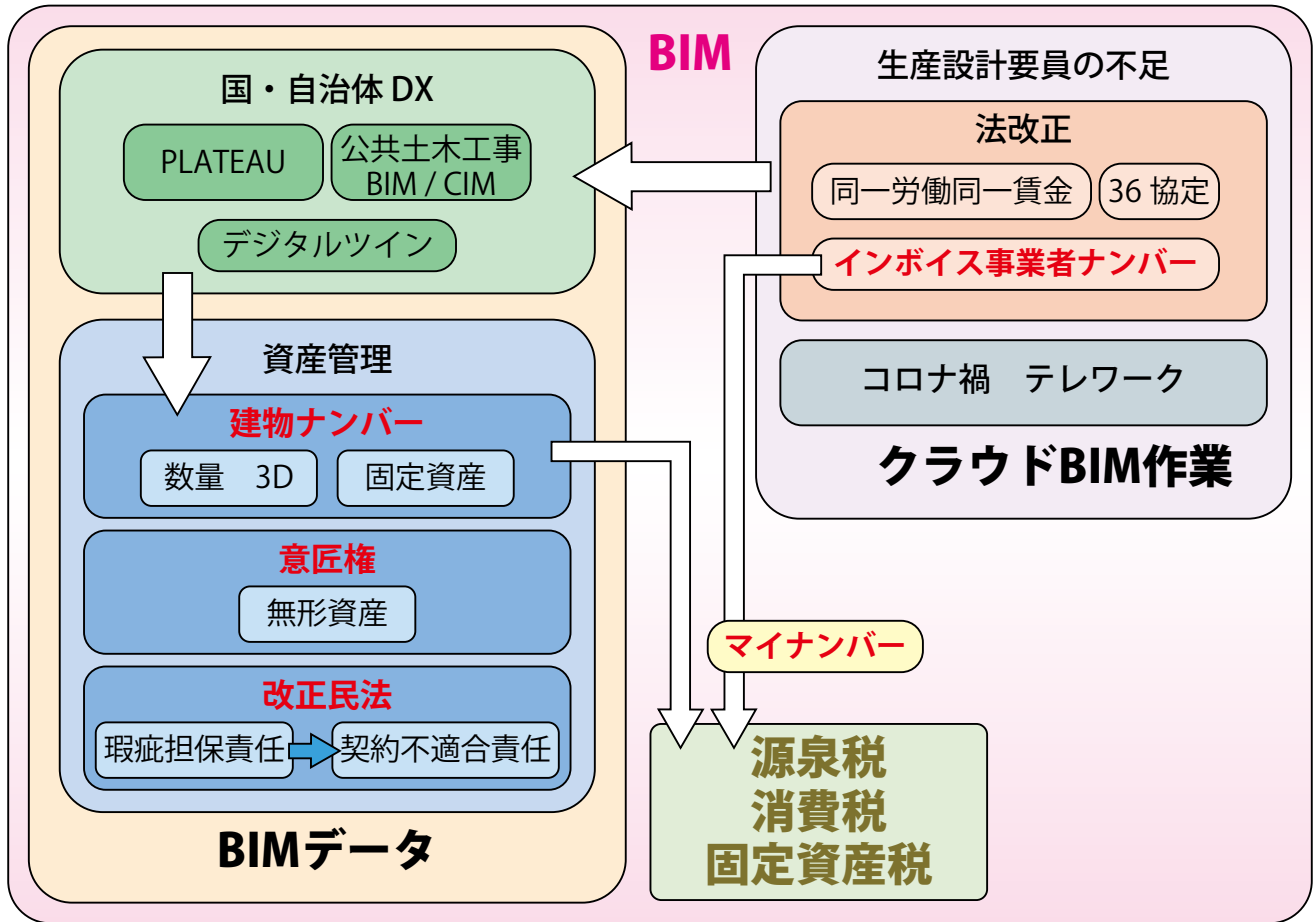 BIM
国・自治体 DX
PLATEAU
公共土木工事
BIM / CIM
デジタルツイン
資産管理
建物ナンバー
数量　3D
固定資産
意匠権
無形資産
改正民法
瑕疵担保責任
契約不適合責任
BIMデータ
生産設計要員の不足
法改正
同一労働同一賃金
36 協定
インボイス事業者ナンバー
コロナ禍　テレワーク
クラウドBIM作業
マイナンバー
源泉税
消費税
固定資産税